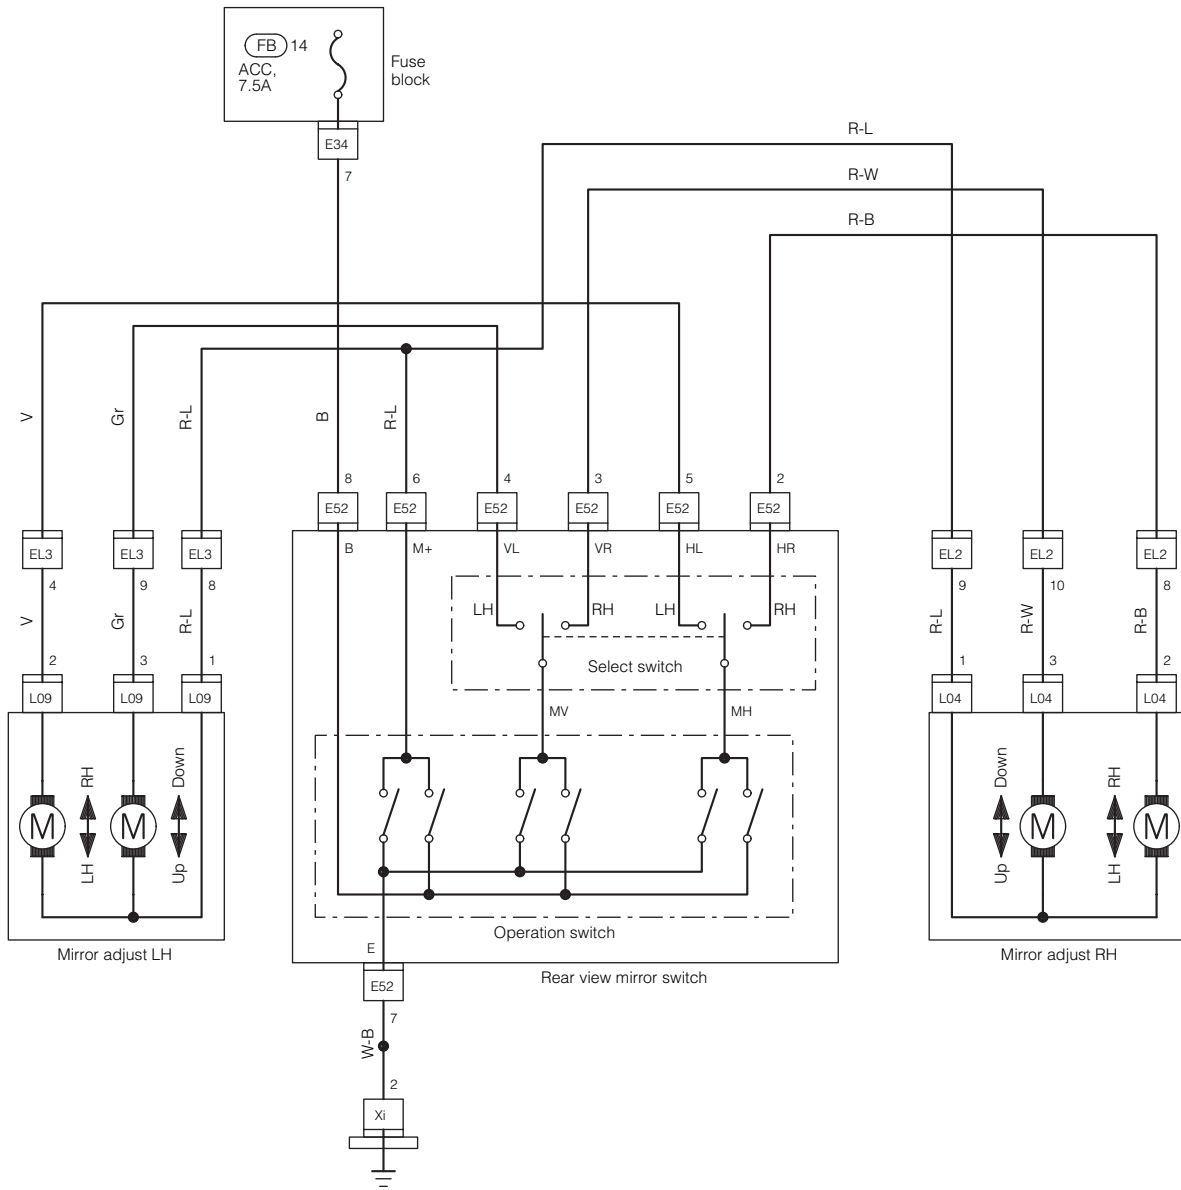 FB 14
ACC,
7.5A
Fuse
block
E34
7
R-L
R-W
R-B
V
Gr
R-L
B
R-L
8
6
4
3
5
2
E52
E52
E52
E52
E52
E52
B
M+
VL
VR
HL
HR
EL3
EL3
EL3
EL2
EL2
EL2
4
9
8
9
10
8
V
Gr
R-L
R-L
R-W
R-B
LH
RH
LH
RH
Select switch
2
3
1
1
3
2
L09
L09
L09
L04
L04
L04
MV
MH
M
RH
LH
M
Down
Up
Down
Up
M
RH
LH
M
Operation switch
Mirror adjust LH
Mirror adjust RH
E
Rear view mirror switch
E52
7
W-B
2
Xi